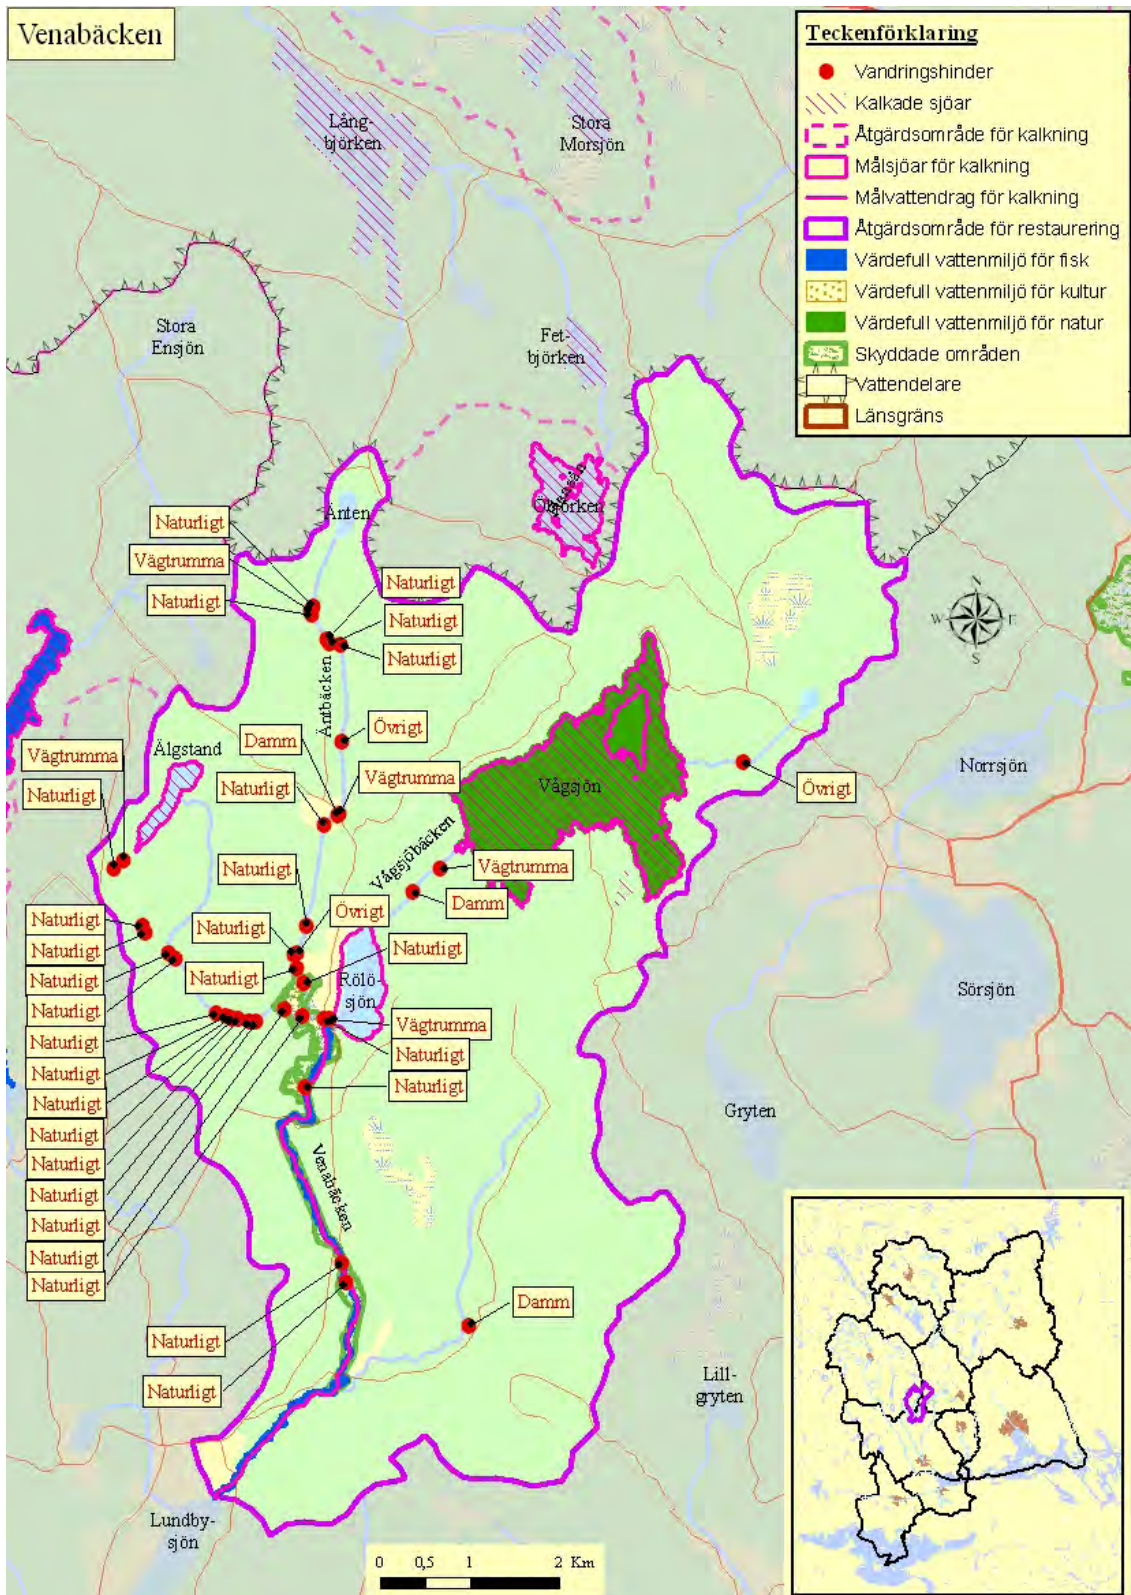 Venabäcken
Teckenförklaring
Vandringshinder
Kalkade sjöar
Åtgärdsområde för kalkning
Målsjöar för kalkning
Målvattendrag för kalkning
Åtgärdsområde för restaurering
Värdefull vattenmiljö för fisk
Värdefull vattenmiljö för kultur
Värdefull vattenmiljö för natur
Skyddade områden
Vattendelare
Länsgräns
Lång-
björken
Stora
Morsjön
Stora
Ensjön
Fet-
björken
Öbjörken
Änten
Naturligt
Vägtrumma
Naturligt
Naturligt
Naturligt
Naturligt
N
W
E
S
Äntbäcken
Övrigt
Damm
Vägtrumma
Naturligt
Älgstand
Vägtrumma
Naturligt
Vågsjön
Övrigt
Norrsjön
Vågsjöbäcken
Vägtrumma
Damm
Naturligt
Övrigt
Naturligt
Naturligt
Naturligt
Rölö-
sjön
Vägtrumma
Naturligt
Naturligt
Sörsjön
Naturligt
Naturligt
Naturligt
Naturligt
Naturligt
Naturligt
Naturligt
Naturligt
Naturligt
Naturligt
Naturligt
Naturligt
Naturligt
Gryten
Venabäcken
Damm
Naturligt
Naturligt
Lill-
gryten
Lundby-
sjön
0 0,5 1 2 Km